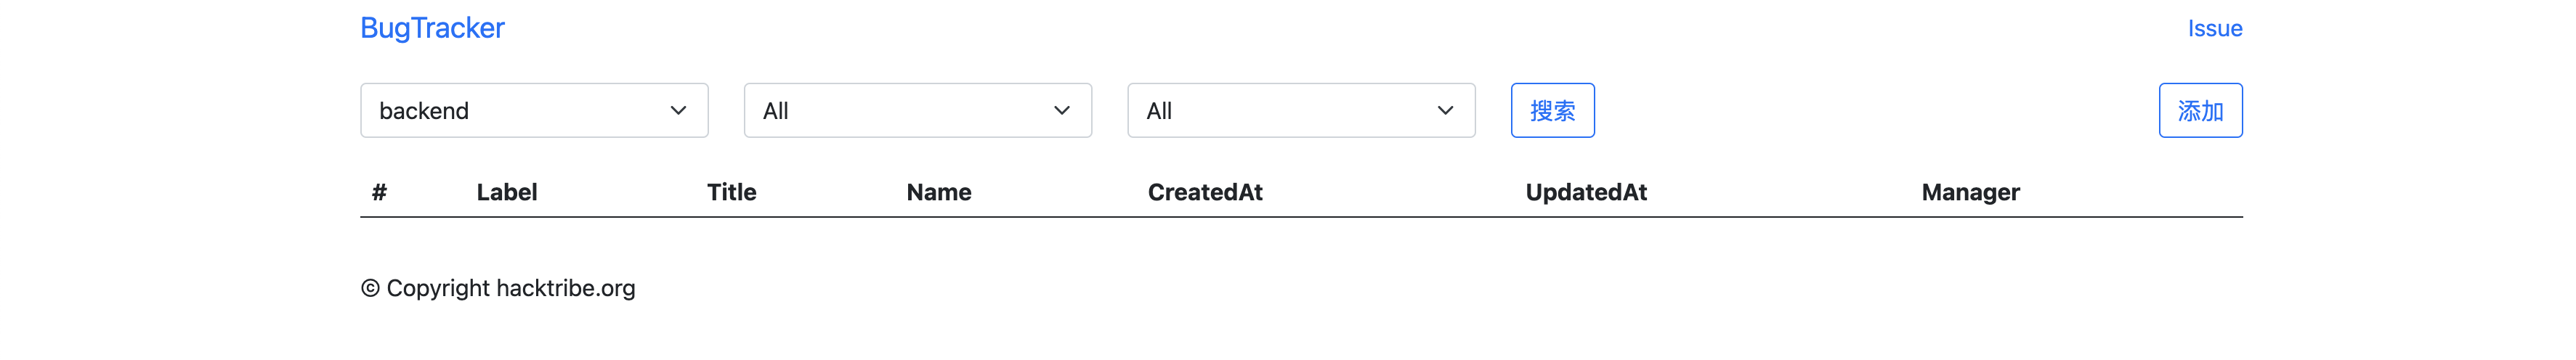 BugTracker Issue
backend All All 搜索 添加
# Label Title Name CreatedAt UpdatedAt Manager
© Copyright hacktribe.org